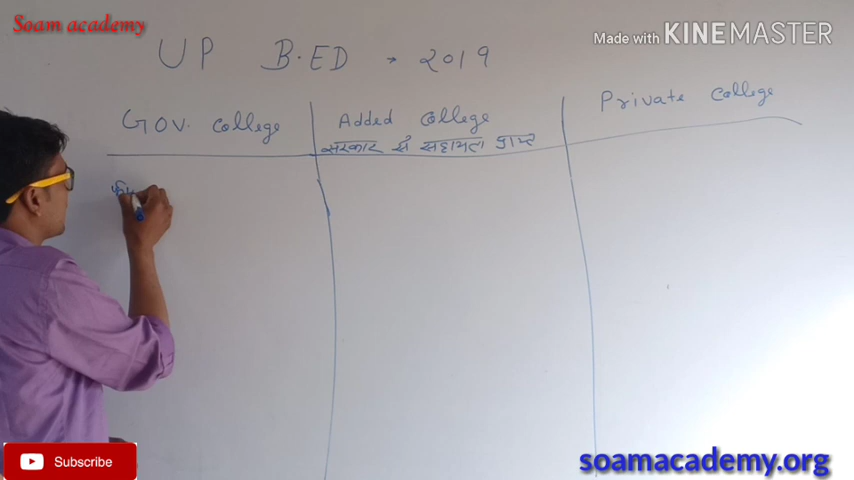 Soam academy
Made with KINEMASTER
UP B.ED → 2019
Gov. college
Added college
Private college
सरकार से सहायता प्राप्त
Subscribe
soamacademy.org